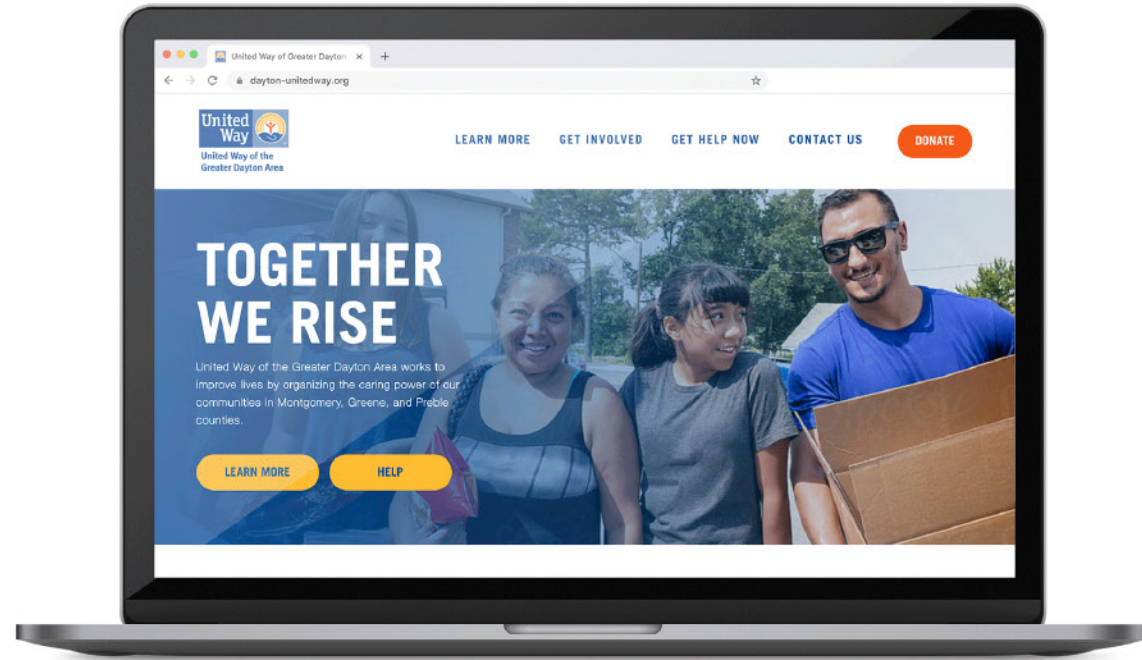 United Way of Greater Dayton
dayton-unitedway.org
United
Way
United Way of the
Greater Dayton Area
LEARN MORE GET INVOLVED GET HELP NOW CONTACT US DONATE
TOGETHER
WE RISE
United Way of the Greater Dayton Area works to
improve lives by organizing the caring power of our
communities in Montgomery, Greene, and Preble
counties.
LEARN MORE HELP